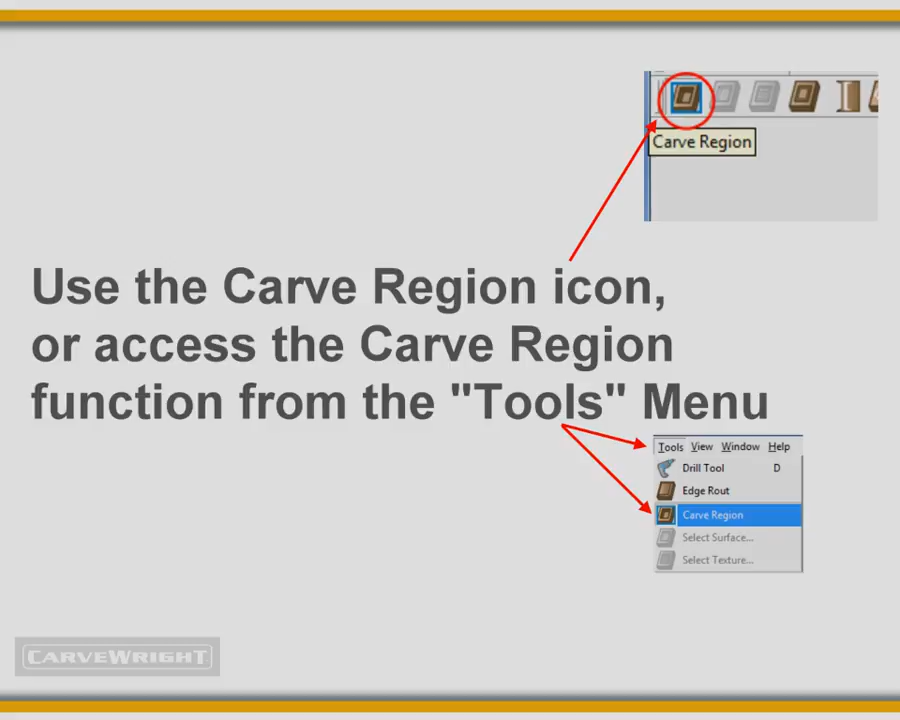 Carve Region
Use the Carve Region icon,
or access the Carve Region
function from the "Tools" Menu
Tools View Window Help
Drill Tool D
Edge Rout
Carve Region
Select Surface...
Select Texture...
CARVEWRIGHT